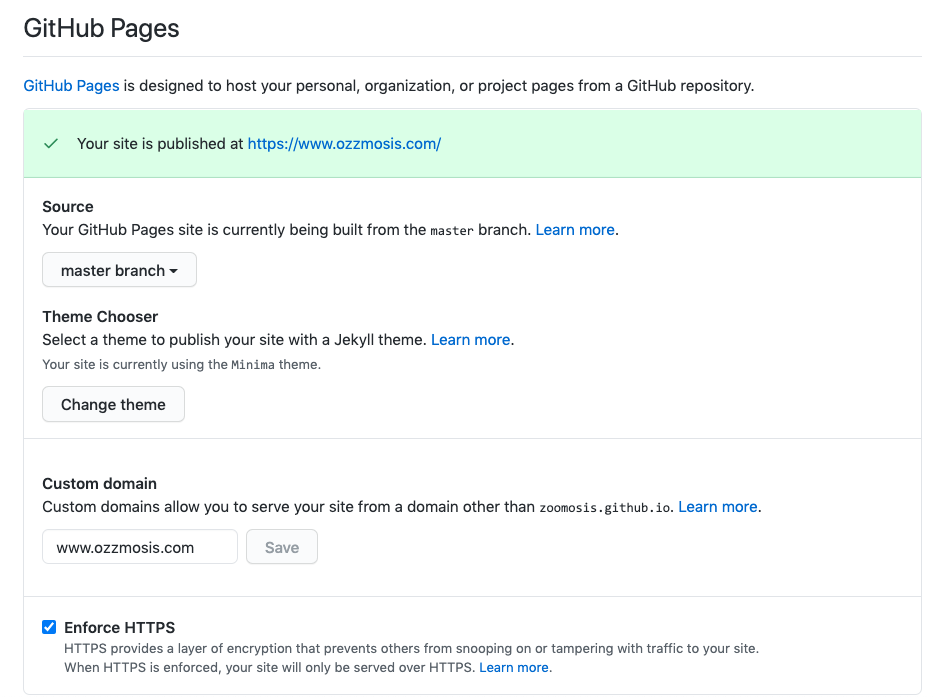 GitHub Pages
GitHub Pages is designed to host your personal, organization, or project pages from a GitHub repository.
Your site is published at https://www.ozzmosis.com/
Source
Your GitHub Pages site is currently being built from the master branch. Learn more.
master branch
Theme Chooser
Select a theme to publish your site with a Jekyll theme. Learn more.
Your site is currently using the Minima theme.
Change theme
Custom domain
Custom domains allow you to serve your site from a domain other than zoomosis.github.io. Learn more.
www.ozzmosis.com Save
Enforce HTTPS
HTTPS provides a layer of encryption that prevents others from snooping on or tampering with traffic to your site.
When HTTPS is enforced, your site will only be served over HTTPS. Learn more.